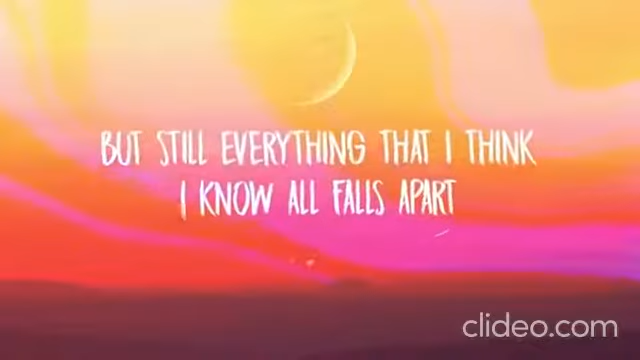 BUT STILL EVERYTHING THAT I THINK
I KNOW ALL FALLS APART
clideo.com